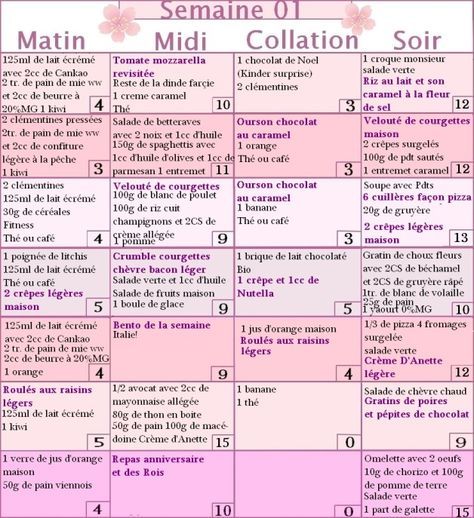 Semaine 01
Matin
Midi
Collation
Soir
125ml de lait écrémé
avec 2cc de Cankao
2 tr. de pain de mie ww
et 2cc de beurre à
20%MG 1 kiwi
4
Tomate mozzarella
revisitée
Reste de la dinde farçie
1 creme caramel
Thé
10
1 chocolat de Noel
(Kinder surprise)
2 clémentines
3
1 croque monsieur
salade verte
Riz au lait et son
caramel à la fleur
de sel
12
2 clémentines pressées
2tr. de pain de mie ww
et 2cc de confiture
légère à la pêche
1 kiwi
3
Salade de betteraves
avec 2 noix et 1cc d'huile
150g de spaghettis avec
1cc d'huile d'olives et 1cc de
parmesan 1 entremet
11
Ourson chocolat
au caramel
1 orange
Thé ou café
3
Velouté de courgettes
maison
2 crêpes surgelés
100g de pdt sautés
1 entremet caramel
12
2 clémentines
125ml de lait écrémé
30g de céréales
Fitness
Thé ou café
4
Velouté de courgettes
100g de blanc de poulet
100g de riz cuit
champignons et 2CS de
crème allégée
1 pomme
9
Ourson chocolat
au caramel
1 banane
Thé ou café
3
Soupe avec Pdts
6 cuillères façon pizza
20g de gruyère
2 crêpes légères
maison
13
1 poignée de litchis
125ml de lait écrémé
Thé ou café
2 crêpes légères
maison
5
Crumble courgettes
chèvre bacon léger
Salade verte et 1cc d'huile
Salade de fruits maison
1 boule de glace
9
1 brique de lait chocolaté
Bio
1 crêpe et 1cc de
Nutella
5
Gratin de choux fleurs
avec 2CS de béchamel
et 2CS de gruyère râpé
1tr. de blanc de volaille
25g de pain
1 yaourt 0%MG
10
125ml de lait écrémé
avec 2cc de Cankao
2 tr. de pain de mie ww
2cc de beurre à 20%MG
1 orange
4
Bento de la semaine
Italie!
9
1 jus d'orange maison
Roulés aux raisins
légers
4
1/3 de pizza 4 fromages
surgelée
salade verte
Crème D'Anette
légère
12
Roulés aux raisins
légers
125ml de lait écrémé
1 kiwi
5
1/2 avocat avec 2cc de
mayonnaise allégée
80g de thon en boite
50g de pain 100g de macé-
doine Crème d'Anette
15
1 banane
1 thé
0
Salade de chèvre chaud
Gratins de poires
et pépites de chocolat
9
1 verre de jus d'orange
maison
50g de pain viennois
4
Repas anniversaire
et des Rois
10
0
Omelette avec 2 oeufs
10g de chorizo et 100g
de pomme de terre
Salade verte
1 part de galette
15